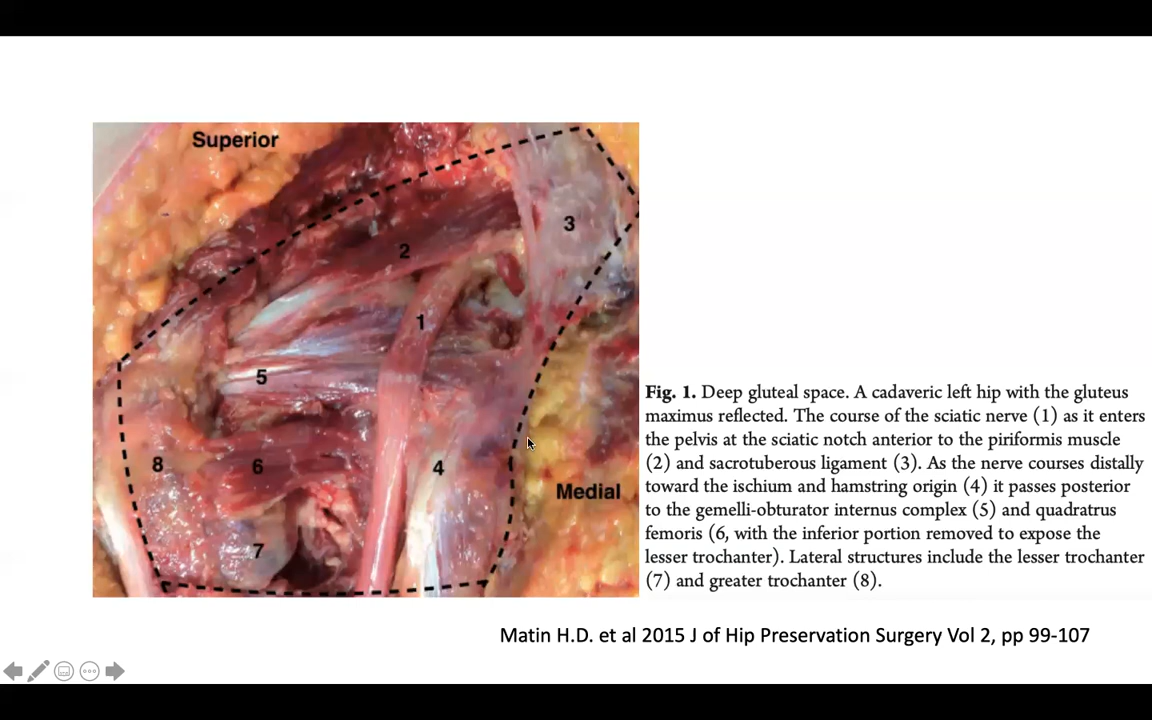 Superior
3
2
1
5
8
6
4
Medial
7
Fig. 1. Deep gluteal space. A cadaveric left hip with the gluteus
maximus reflected. The course of the sciatic nerve (1) as it enters
the pelvis at the sciatic notch anterior to the piriformis muscle
(2) and sacrotuberous ligament (3). As the nerve courses distally
toward the ischium and hamstring origin (4) it passes posterior
to the gemelli-obturator internus complex (5) and quadratus
femoris (6, with the inferior portion removed to expose the
lesser trochanter). Lateral structures include the lesser trochanter
(7) and greater trochanter (8).
Matin H.D. et al 2015 J of Hip Preservation Surgery Vol 2, pp 99-107